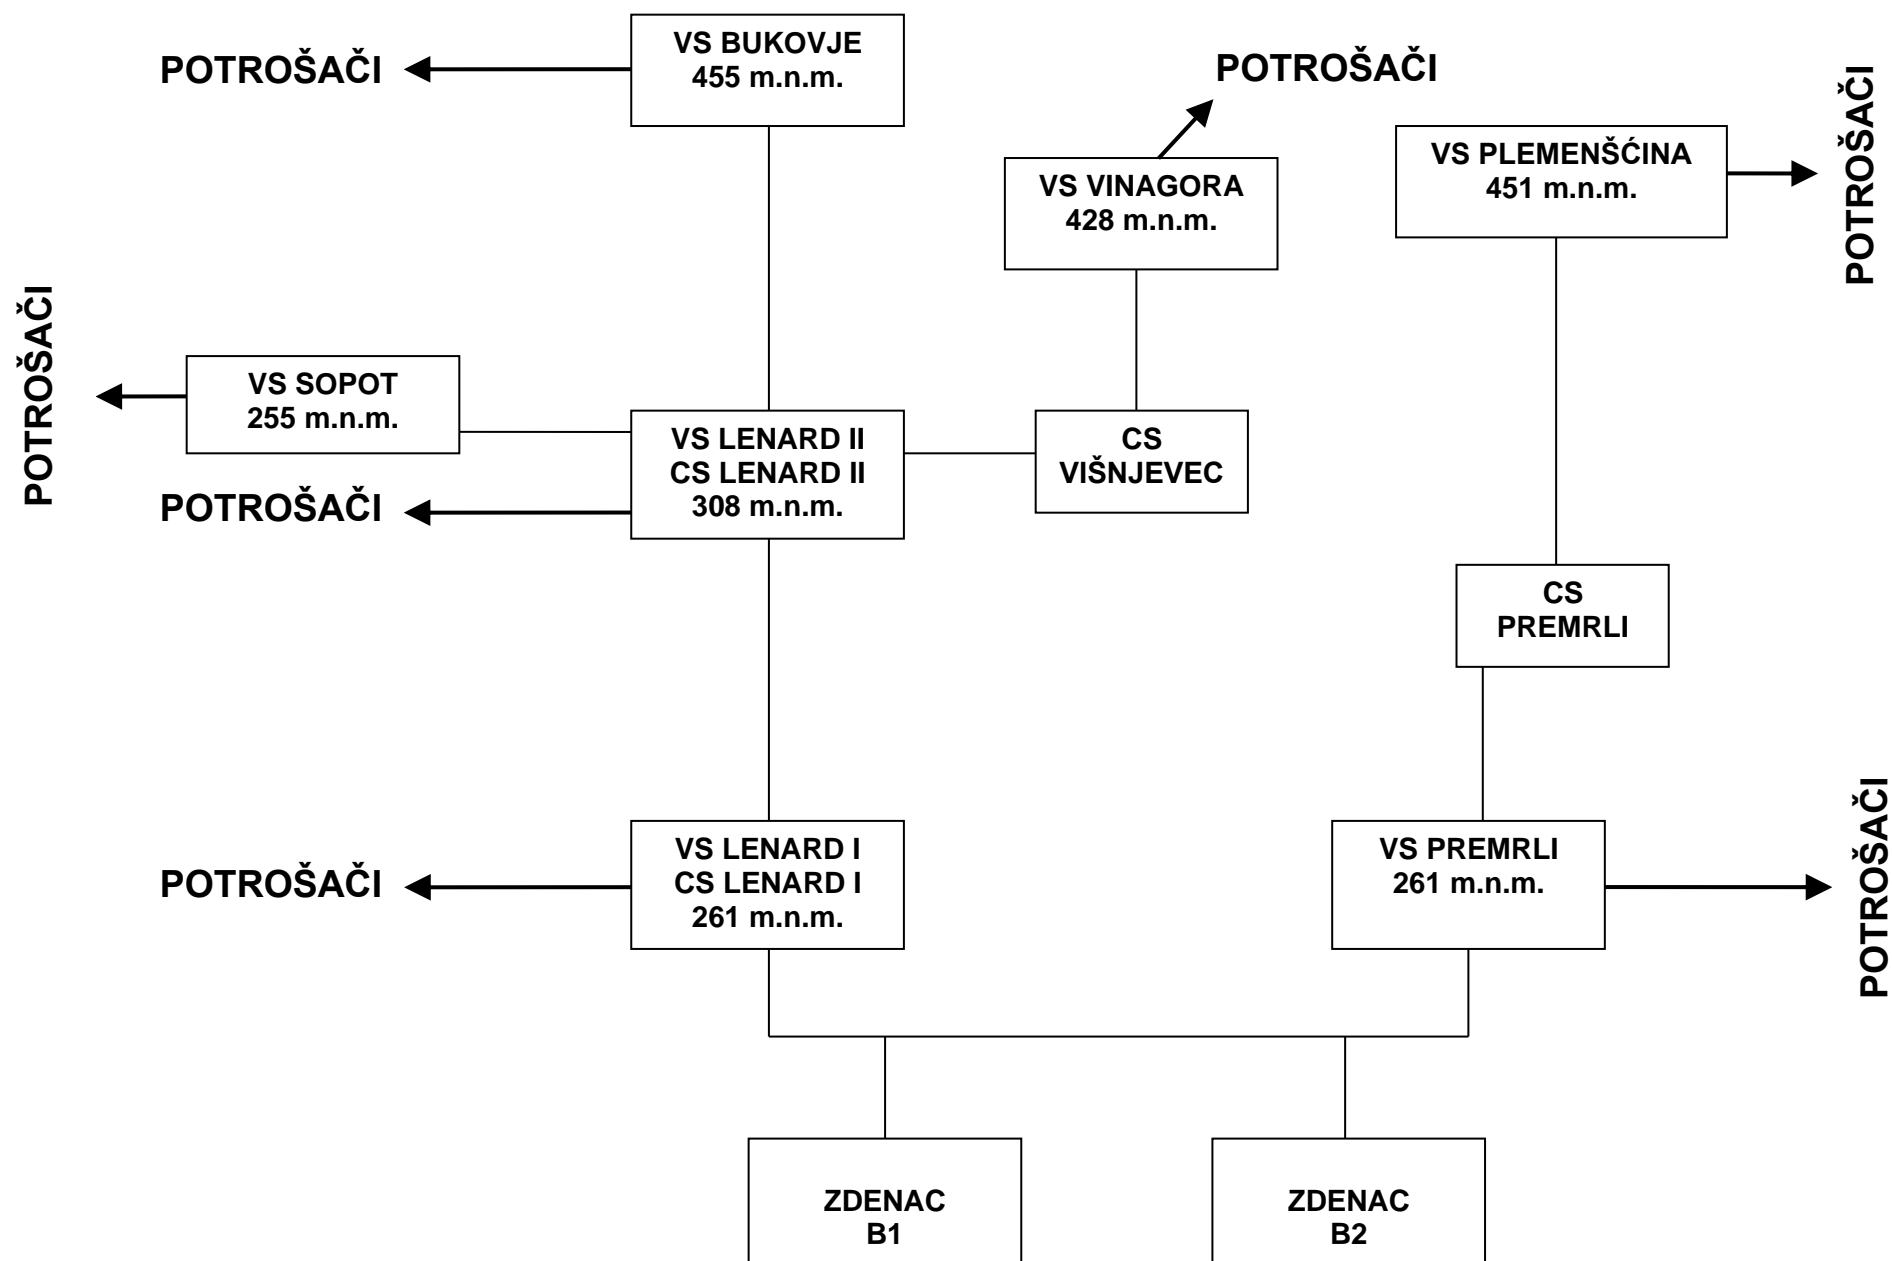 VS BUKOVJE
455 m.n.m.
POTROŠAČI
POTROŠAČI
VS VINAGORA
428 m.n.m.
VS PLEMENŠĆINA
451 m.n.m.
POTROŠAČI
POTROŠAČI
VS SOPOT
255 m.n.m.
VS LENARD II
CS LENARD II
308 m.n.m.
CS
VIŠNJEVEC
POTROŠAČI
CS
PREMRLI
VS LENARD I
CS LENARD I
261 m.n.m.
POTROŠAČI
VS PREMRLI
261 m.n.m.
POTROŠAČI
ZDENAC
B1
ZDENAC
B2